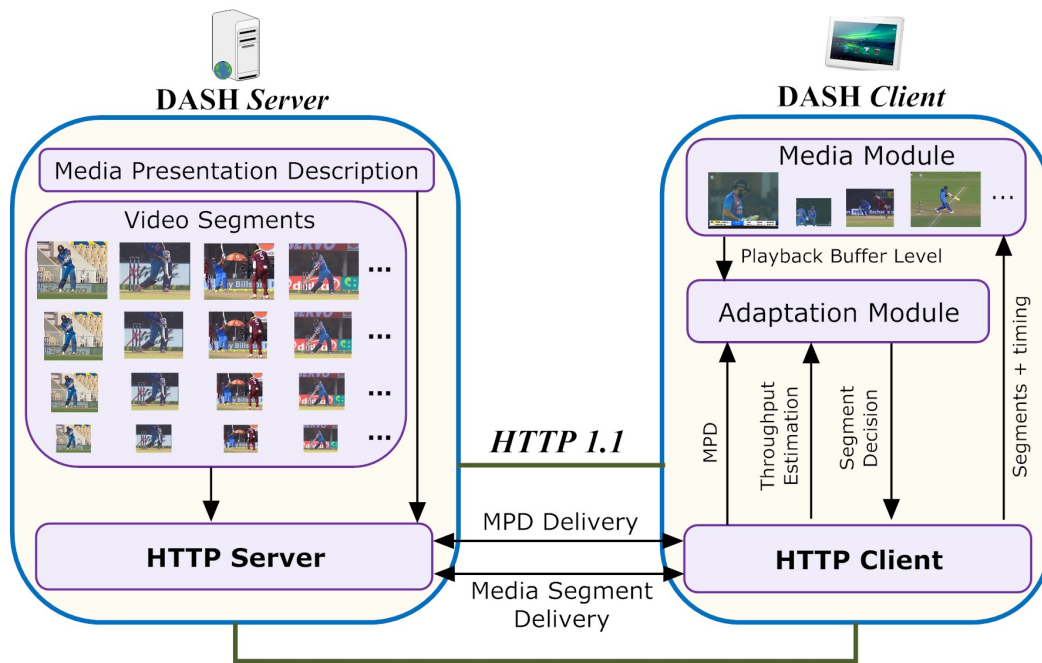 DASH Server
DASH Client
Media Presentation Description
Video Segments
...
...
...
...
HTTP Server
HTTP 1.1
MPD Delivery
Media Segment
Delivery
Media Module
...
Playback Buffer Level
Adaptation Module
MPD
Throughput
Estimation
Segment
Decision
Segments + timing
HTTP Client